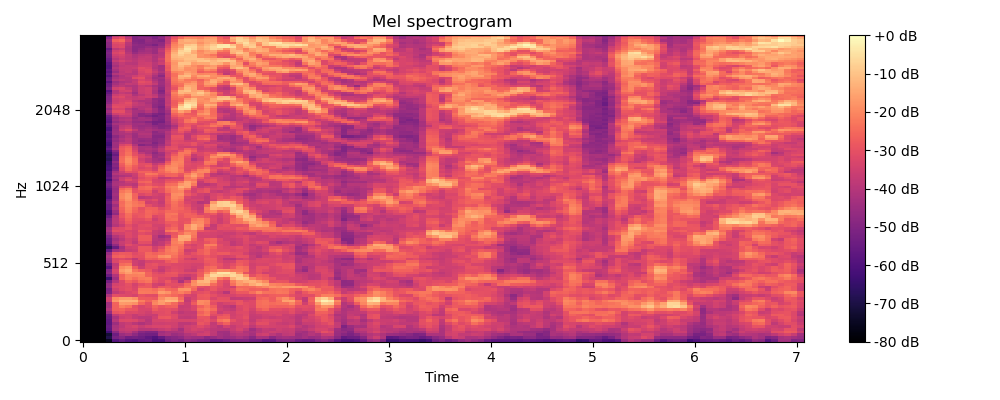 Mel spectrogram
Hz
2048
1024
512
0
0 1 2 3 4 5 6 7
Time
+0 dB
-10 dB
-20 dB
-30 dB
-40 dB
-50 dB
-60 dB
-70 dB
-80 dB